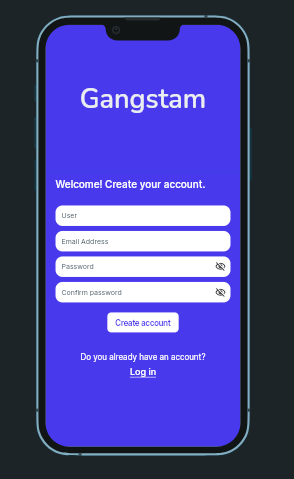 Gangstam
Welcome! Create your account.
User
Email Address
Password
Confirm password
Create account
Do you already have an account?
Log in